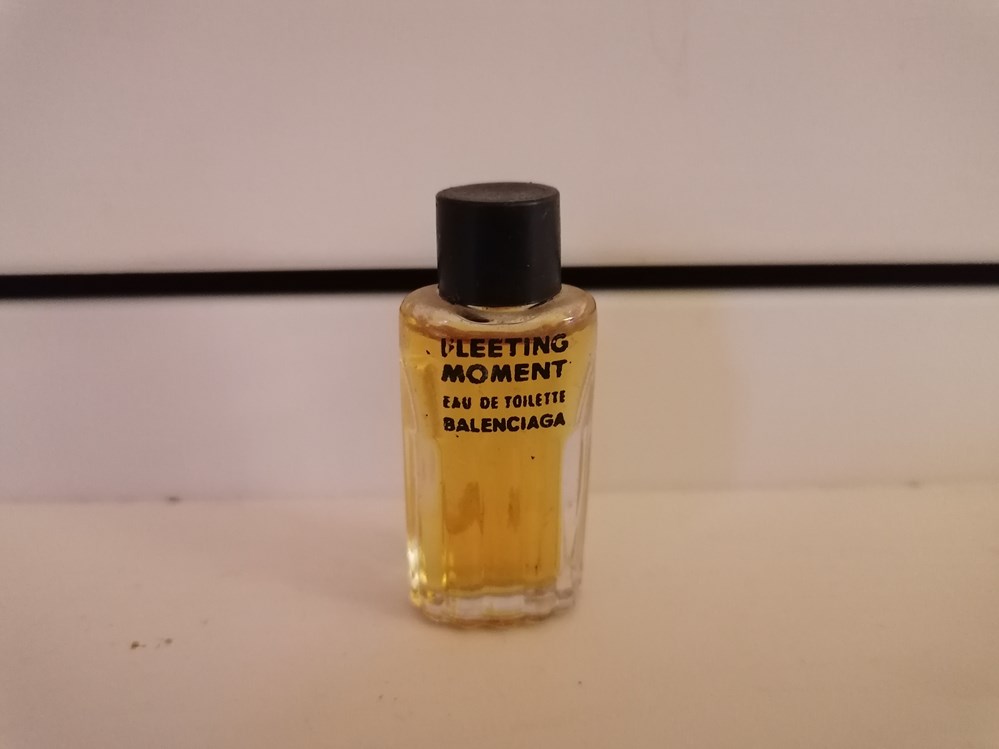 FLEETING
MOMENT
EAU DE TOILETTE
BALENCIAGA